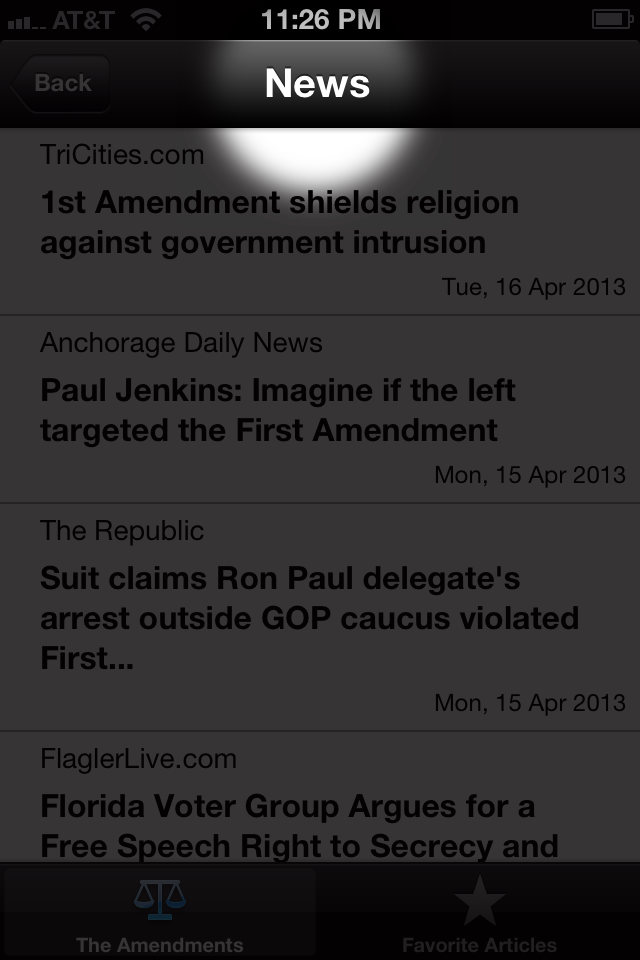 AT&T 11:26 PM
Back News
TriCities.com
1st Amendment shields religion
against government intrusion
Tue, 16 Apr 2013
Anchorage Daily News
Paul Jenkins: Imagine if the left
targeted the First Amendment
Mon, 15 Apr 2013
The Republic
Suit claims Ron Paul delegate's
arrest outside GOP caucus violated
First...
Mon, 15 Apr 2013
FlaglerLive.com
Florida Voter Group Argues for a
Free Speech Right to Secrecy and
The Amendments Favorite Articles